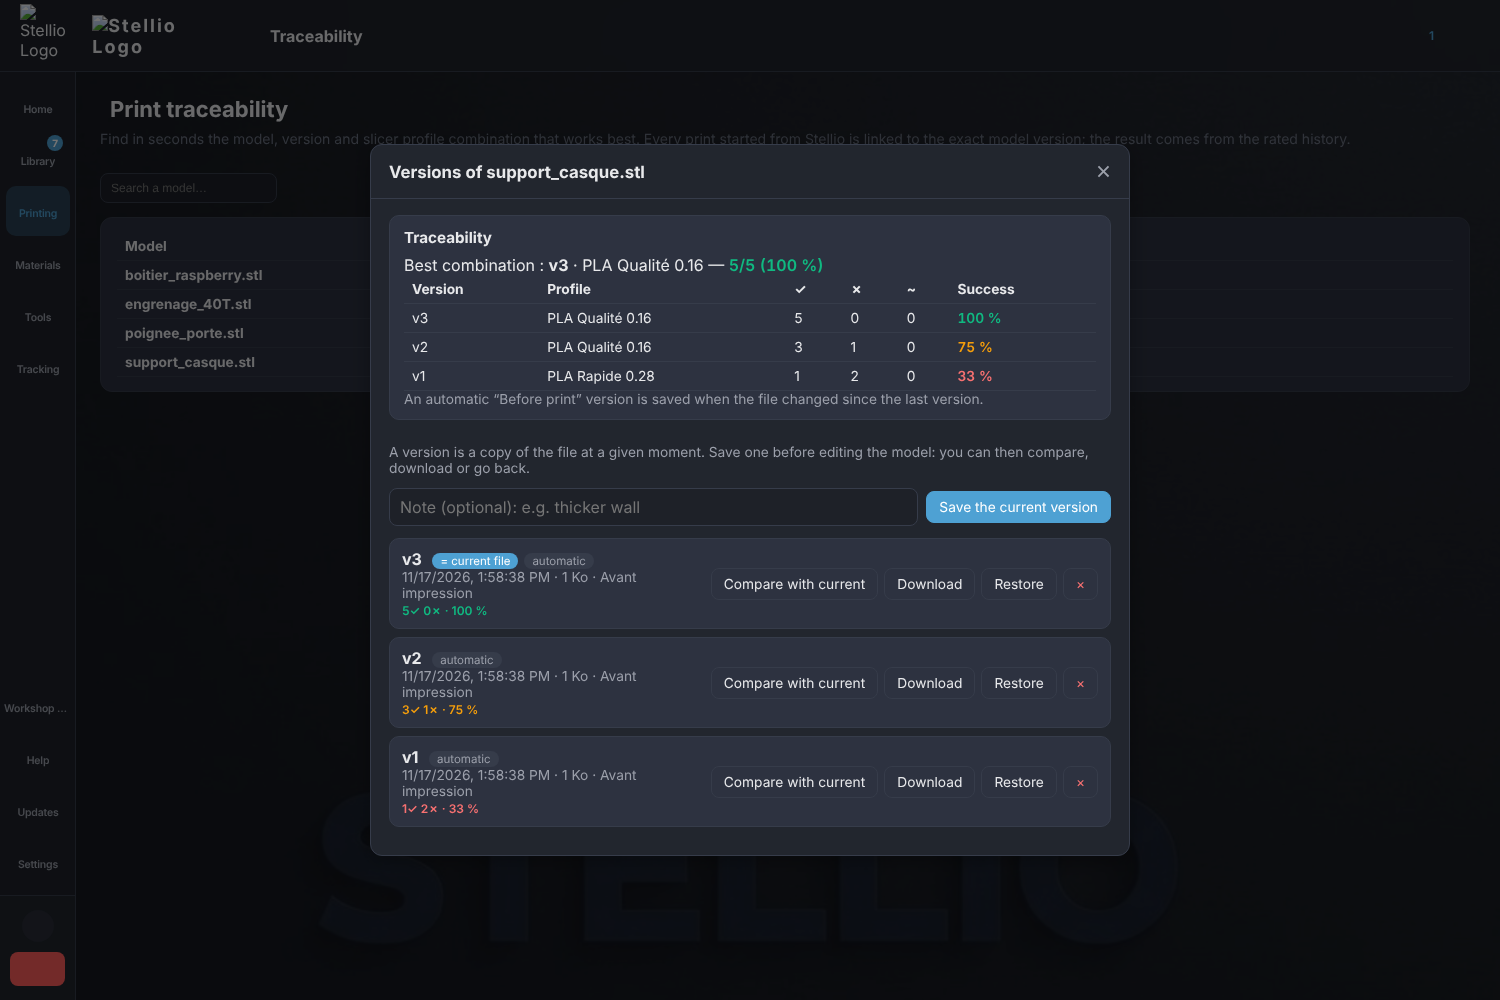 Stellio Logo
Stellio Logo
Traceability
1
Home
7
Library
Printing
Materials
Tools
Tracking
Workshop ...
Help
Updates
Settings
Print traceability
Find in seconds the model, version and slicer profile combination that works best. Every print started from Stellio is linked to the exact model version: the result comes from the rated history.
Search a model...
Model
boitier_raspberry.stl
engrenage_40T.stl
poignee_porte.stl
support_casque.stl
Versions of support_casque.stl ✕
Traceability
Best combination : v3 · PLA Qualité 0.16 — 5/5 (100 %)
Version Profile ✓ × ~ Success
v3 PLA Qualité 0.16 5 0 0 100 %
v2 PLA Qualité 0.16 3 1 0 75 %
v1 PLA Rapide 0.28 1 2 0 33 %
An automatic “Before print” version is saved when the file changed since the last version.
A version is a copy of the file at a given moment. Save one before editing the model: you can then compare,
download or go back.
Note (optional): e.g. thicker wall Save the current version
v3 = current file automatic
11/17/2026, 1:58:38 PM · 1 Ko · Avant
impression
5✓ 0× · 100 %
Compare with current Download Restore ×
v2 automatic
11/17/2026, 1:58:38 PM · 1 Ko · Avant
impression
3✓ 1× · 75 %
Compare with current Download Restore ×
v1 automatic
11/17/2026, 1:58:38 PM · 1 Ko · Avant
impression
1✓ 2× · 33 %
Compare with current Download Restore ×
STELLIO